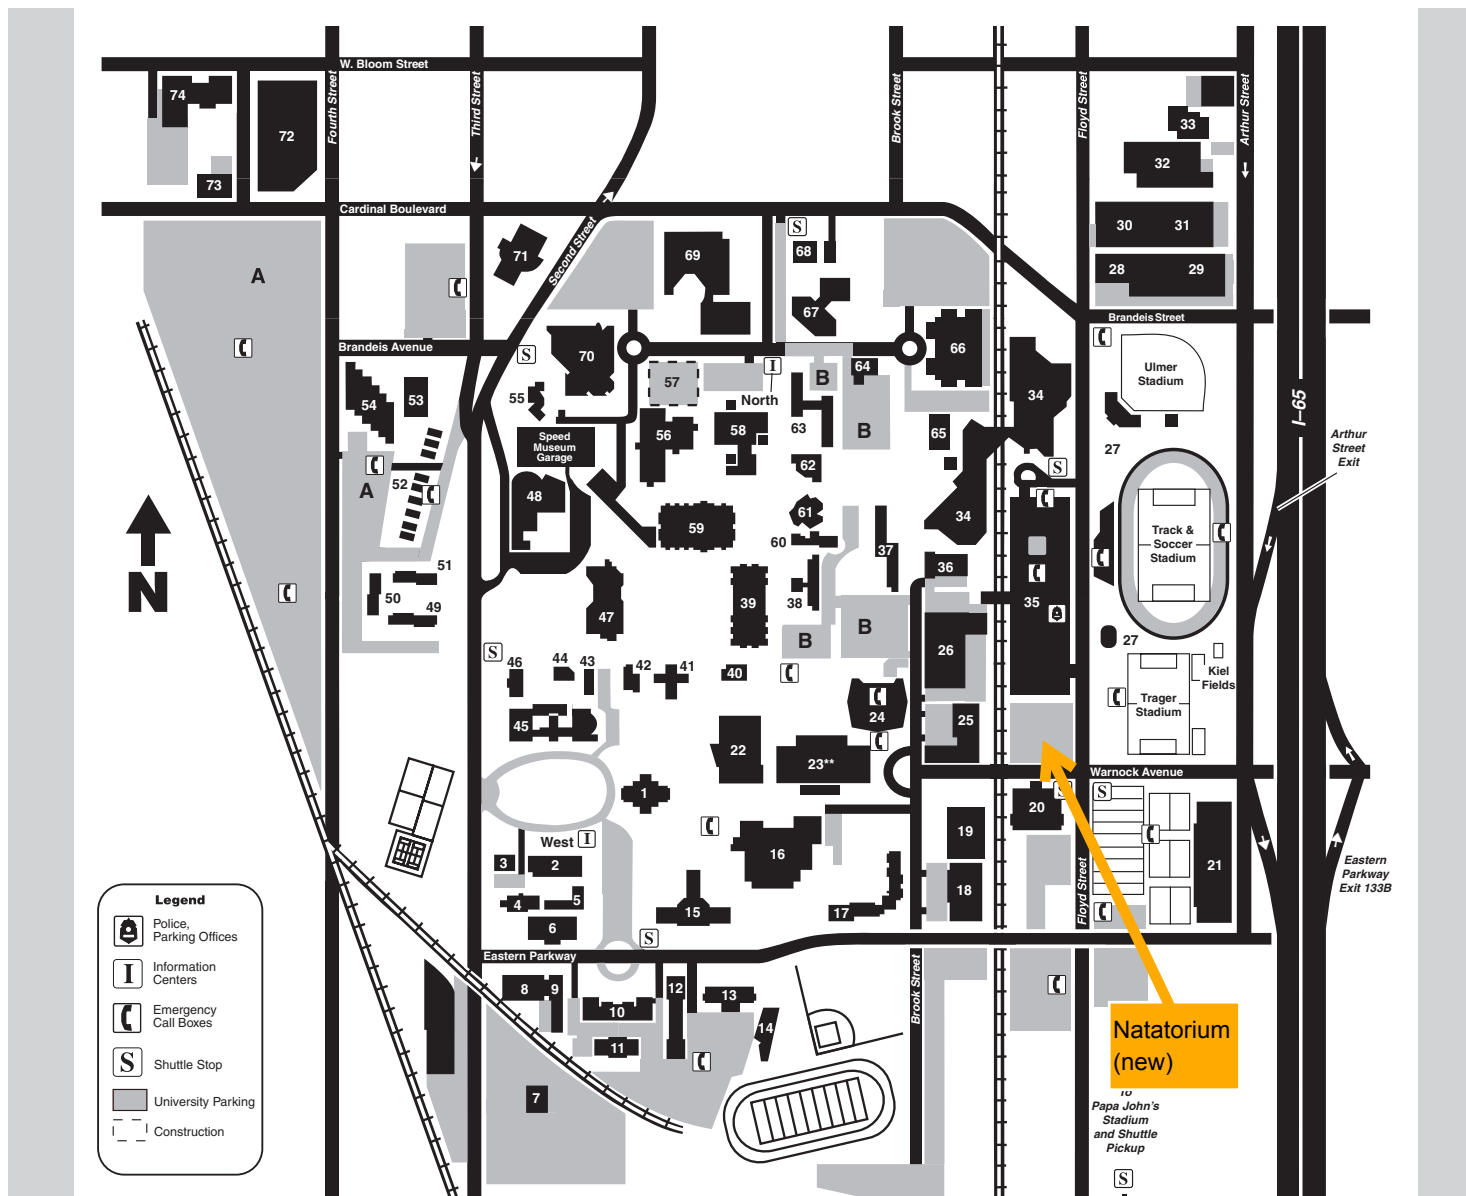 W. Bloom Street
Fourth Street
Third Street
Brook Street
Floyd Street
Arthur Street
74
72
73
33
32
Cardinal Boulevard
Second Street
30
31
28
29
A
71
69
S
68
67
Brandeis Avenue
Brandeis Street
S
70
57
I
North
B
64
66
Ulmer
Stadium
I–65
Arthur
Street
Exit
54
53
55
Speed
Museum
Garage
56
58
63
B
65
34
27
S
A
52
62
48
59
61
60
37
34
Track &
Soccer
Stadium
N
51
50
49
47
39
38
36
35
B
B
26
27
Kiel
Fields
S
46
44
43
42
41
40
24
Trager
Stadium
45
22
23**
25
Warnock Avenue
1
S
S
20
West
I
3
2
16
19
21
Floyd Street
Eastern
Parkway
Exit 133B
4
5
6
15
17
18
S
Eastern Parkway
8
9
10
11
12
13
14
7
Brook Street
Natatorium
(new)
To
Papa John's
Stadium
and Shuttle
Pickup
S
Legend
Police,
Parking Offices
I
Information
Centers
Emergency
Call Boxes
S
Shuttle Stop
University Parking
Construction